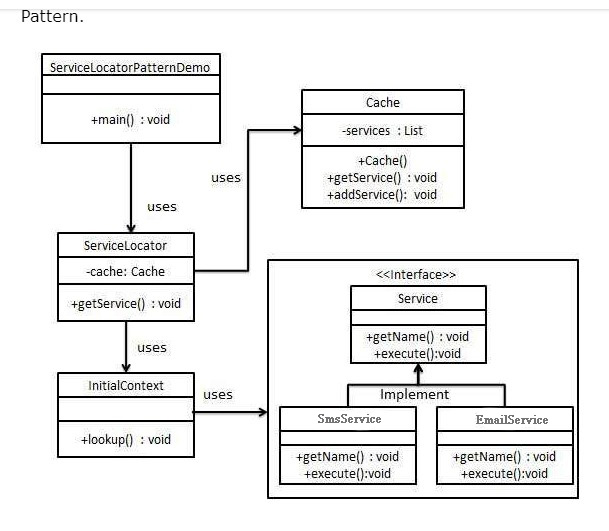 Pattern.
ServiceLocatorPatternDemo
+main() : void
uses
Cache
-services : List
+Cache()
+getService() : void
+addService(): void
uses
ServiceLocator
-cache: Cache
+getService() : void
uses
InitialContext
+lookup() : void
uses
<<Interface>>
Service
+getName() : void
+execute():void
Implement
SmsService
+getName() : void
+execute():void
EmailService
+getName() : void
+execute():void